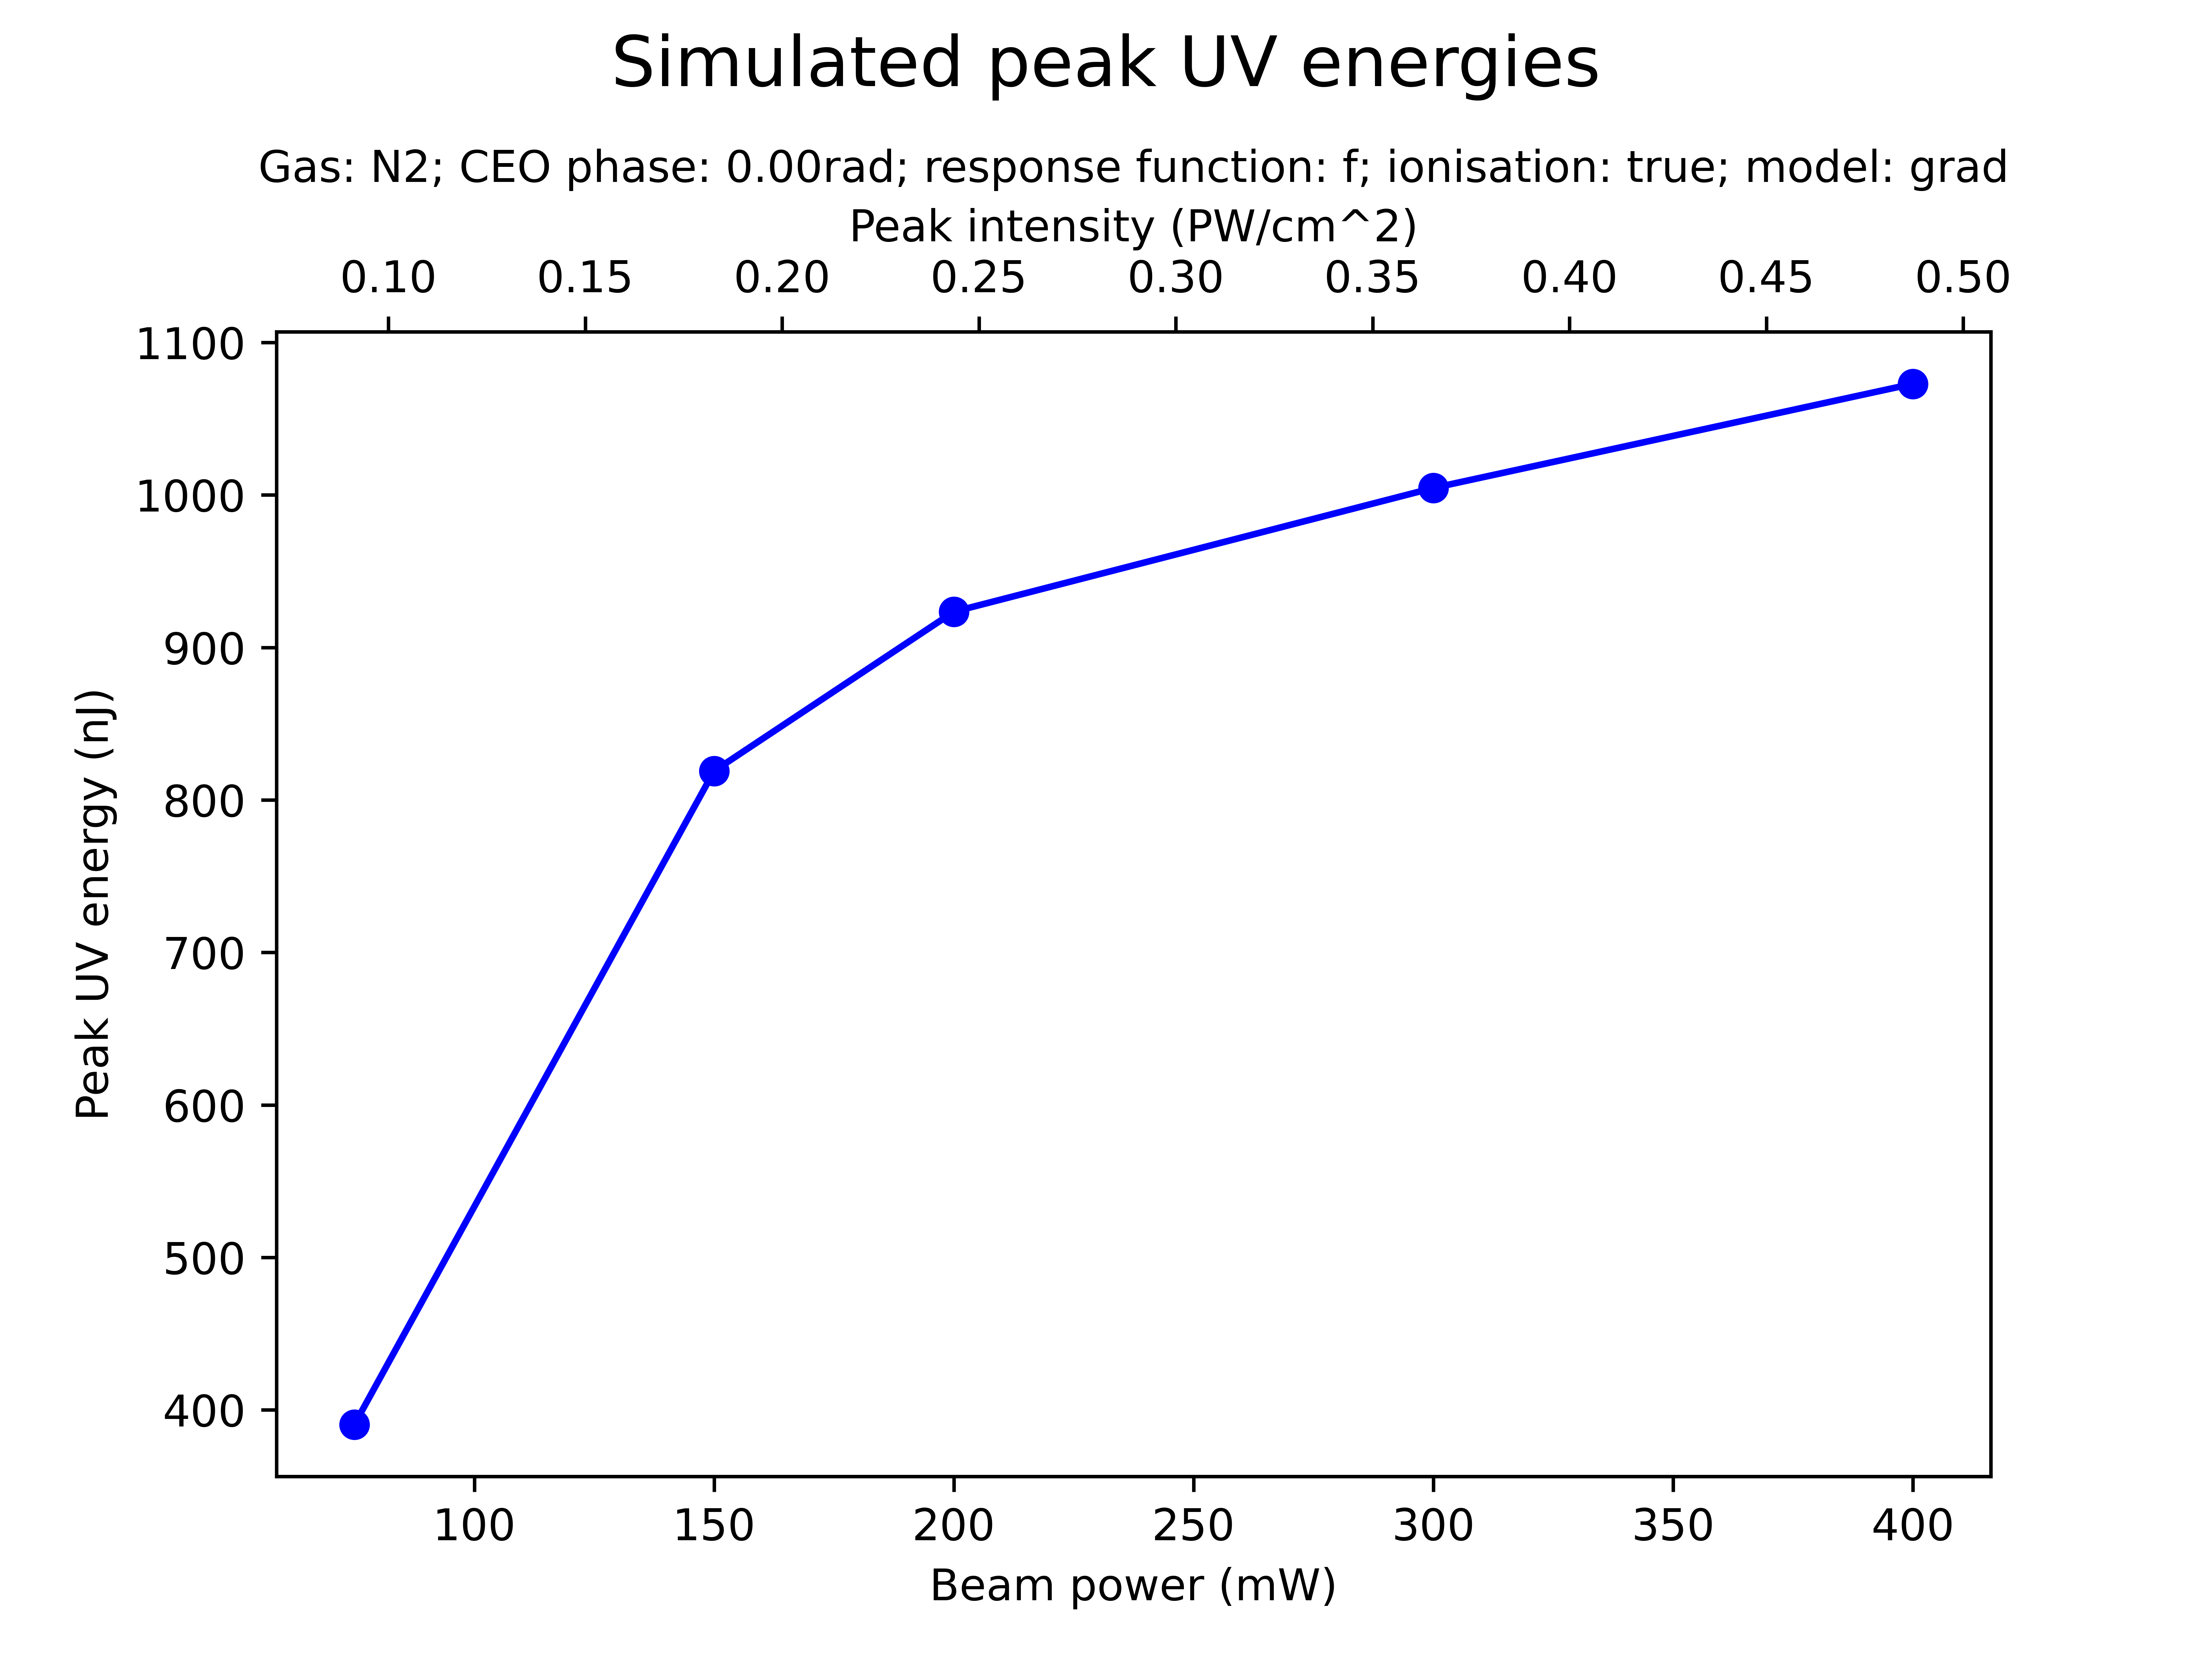 Simulated peak UV energies
Gas: N2; CEO phase: 0.00rad; response function: f; ionisation: true; model: grad
Peak intensity (PW/cm^2)
0.10 0.15 0.20 0.25 0.30 0.35 0.40 0.45 0.50
1100
1000
900
800
700
600
500
400
Peak UV energy (nJ)
100 150 200 250 300 350 400
Beam power (mW)